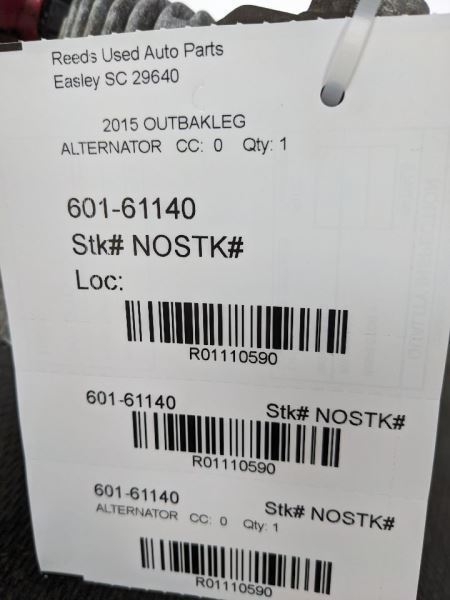 Reeds Used Auto Parts
Easley SC 29640
2015 OUTBAKLEG
ALTERNATOR CC: 0 Qty: 1
601-61140
Stk# NOSTK#
Loc:
R01110590
601-61140 Stk# NOSTK#
R01110590
601-61140 Stk# NOSTK#
ALTERNATOR CC: 0 Qty: 1
R01110590